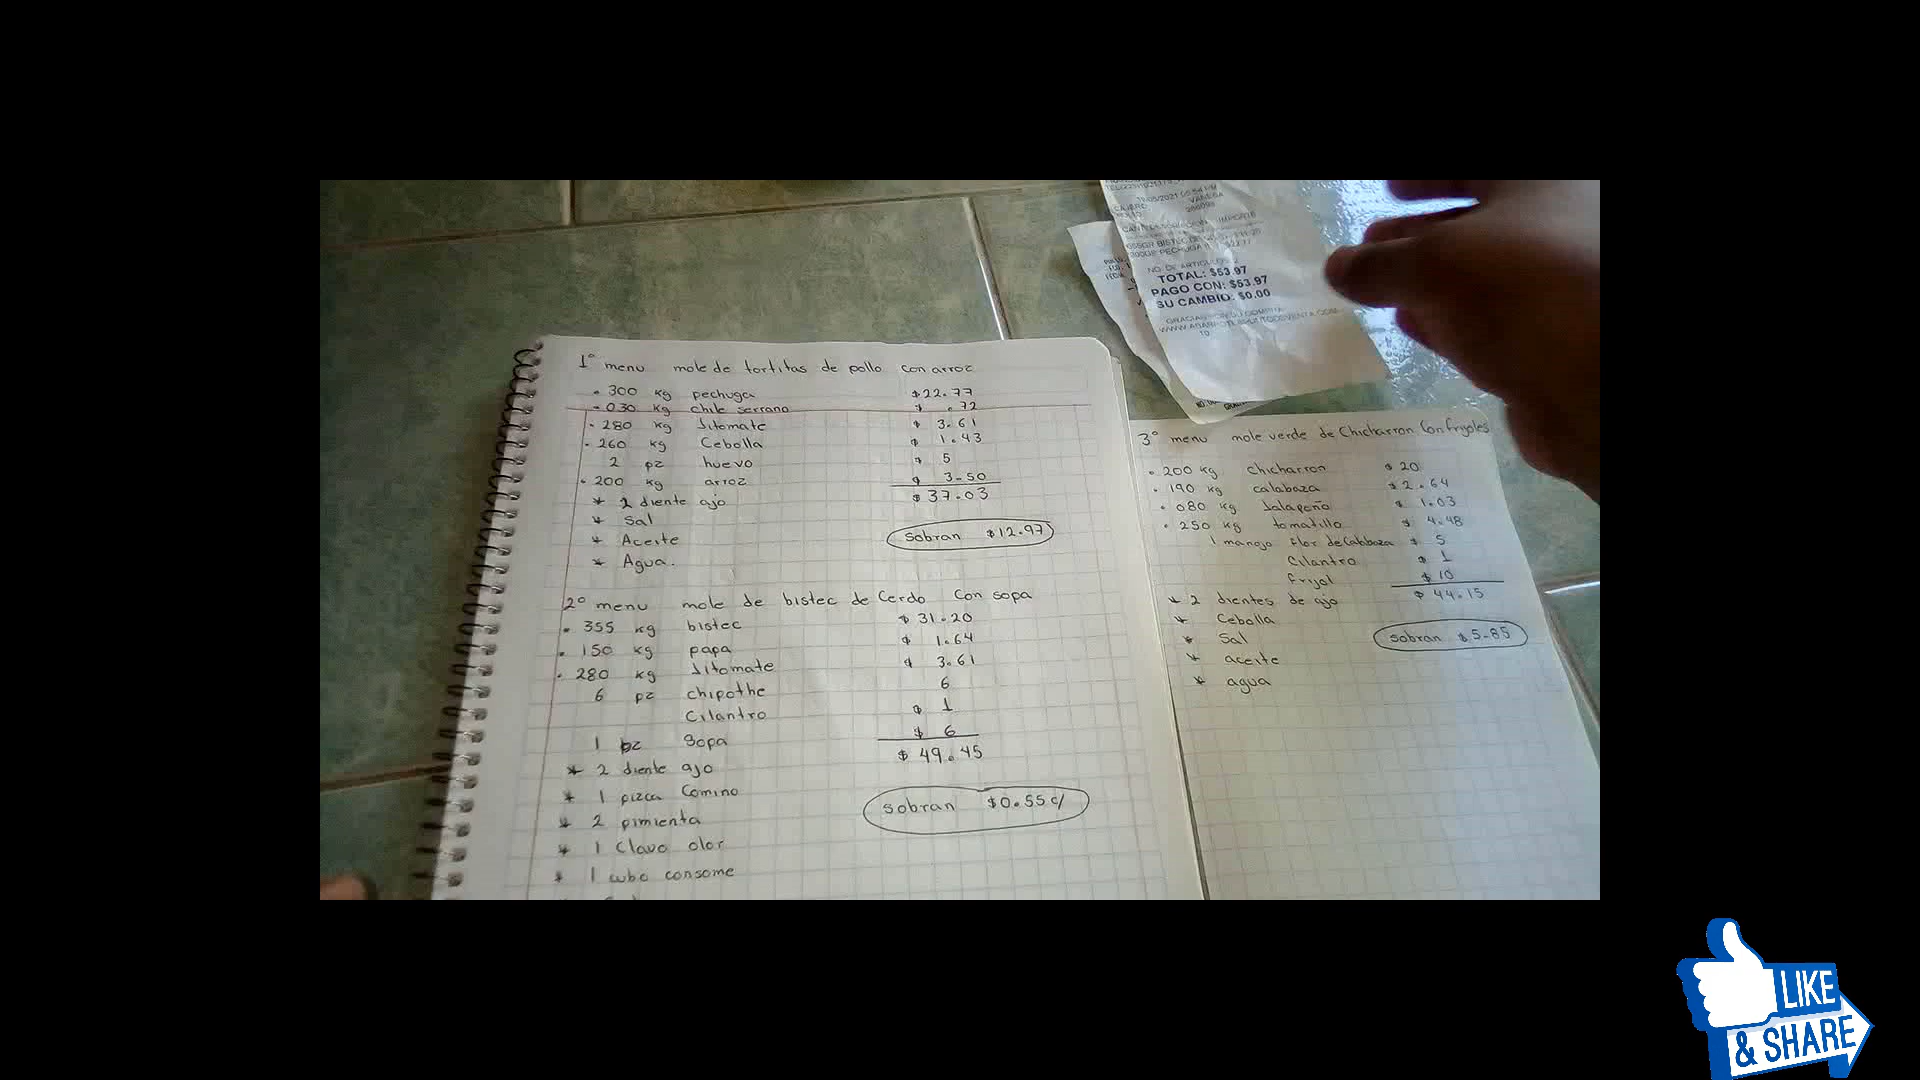 TOTAL: $53.97
PAGO CON: $53.97
SU CAMBIO: $0.00
1° menu mole de tortitas de pollo con arroz
.300 kg pechuga $22.77
.030 kg chile serrano $ .72
.280 kg Jitomate $ 3.61
.260 kg Cebolla $ 1.43
2 pz huevo $ 5
.200 kg arroz $ 3.50
$37.03
* 2 diente ajo
* Sal
* Aceite
* Agua.
sobran $12.97
2° menu mole de bistec de Cerdo Con sopa
.355 kg bistec $31.20
.150 kg papa $ 1.64
.280 kg Jitomate $ 3.61
6 pz chipotle 6
Cilantro $ 1
1 pz Sopa $ 6
$ 49.45
* 2 diente ajo
* 1 pizca Comino
* 2 pimienta
* 1 Clavo olor
* 1 cubo consome
sobran $0.55 c/
3° menu mole verde de Chicharron Con frijoles
.200 kg Chicharron $ 20
.190 kg calabaza $ 2.64
.080 kg Jalapeño $ 1.03
.250 kg tomatillo $ 4.48
1 manojo flor de Calabaza $ 5
Cilantro $ 1
frijol $ 10
$ 44.15
* 2 dientes de ajo
* Cebolla
* Sal
* aceite
* agua
sobran $5.85
LIKE
& SHARE